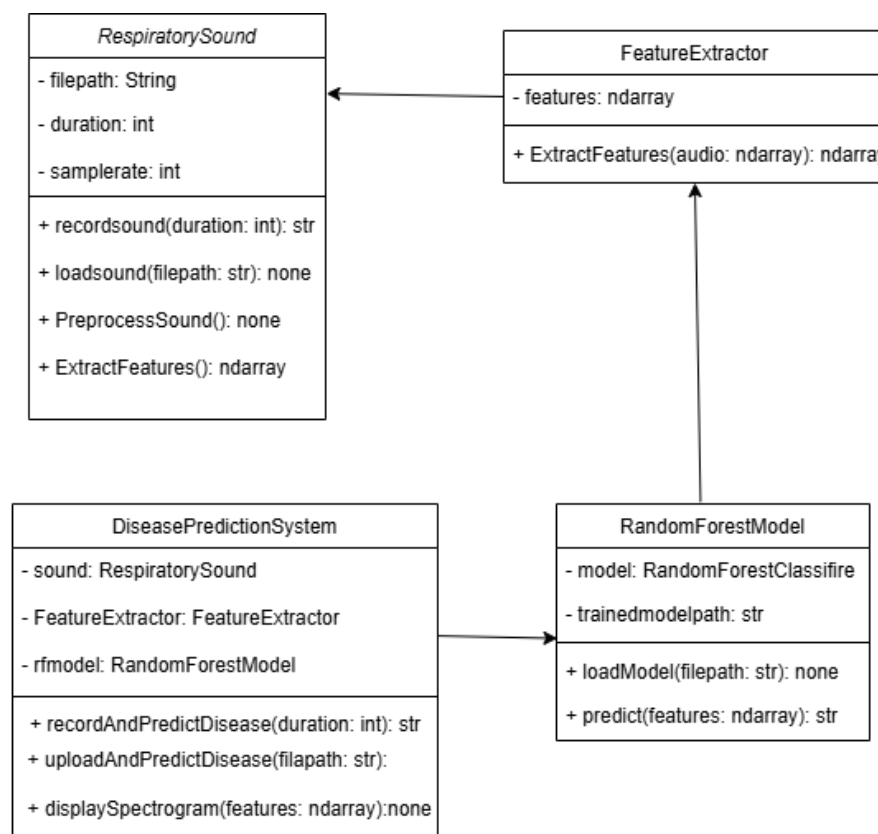 RespiratorySound
- filepath: String
- duration: int
- samplerate: int
+ recordsound(duration: int): str
+ loadsound(filepath: str): none
+ PreprocessSound(): none
+ ExtractFeatures(): ndarray
FeatureExtractor
- features: ndarray
+ ExtractFeatures(audio: ndarray): ndarray
DiseasePredictionSystem
- sound: RespiratorySound
- FeatureExtractor: FeatureExtractor
- rfmodel: RandomForestModel
+ recordAndPredictDisease(duration: int): str
+ uploadAndPredictDisease(filapath: str):
+ displaySpectrogram(features: ndarray):none
RandomForestModel
- model: RandomForestClassifire
- trainedmodelpath: str
+ loadModel(filepath: str): none
+ predict(features: ndarray): str